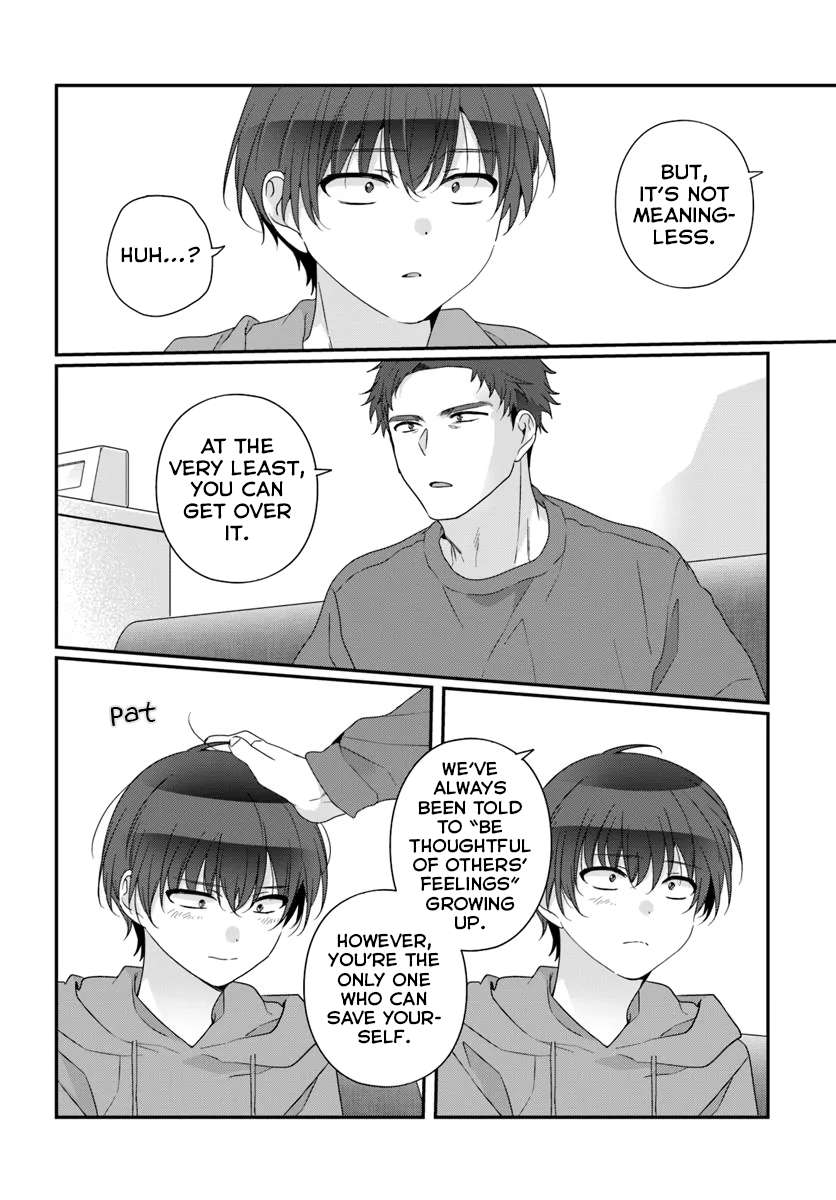 BUT,
IT'S NOT
MEANING-
LESS.
HUH...?
AT THE
VERY LEAST,
YOU CAN
GET OVER
IT.
WE'VE
ALWAYS
BEEN TOLD
TO "BE
THOUGHTFUL
OF OTHERS'
FEELINGS"
GROWING
UP.
HOWEVER,
YOU'RE THE
ONLY ONE
WHO CAN
SAVE YOUR-
SELF.
pat